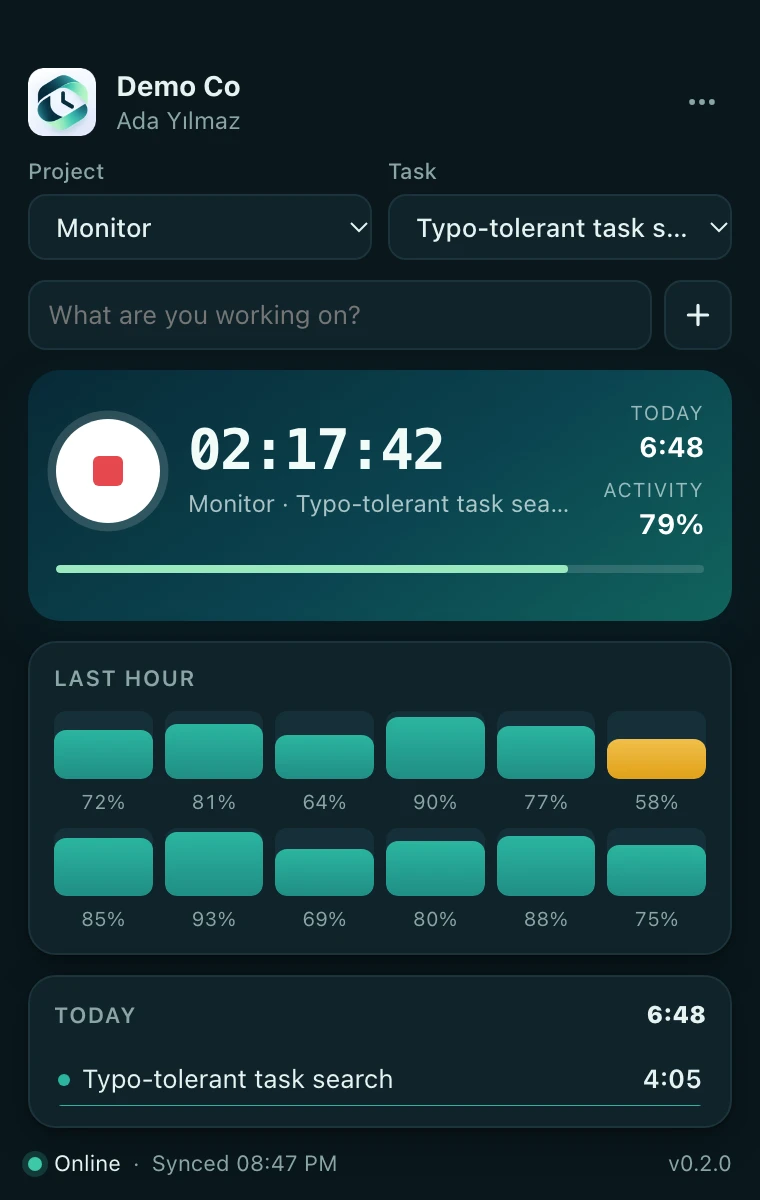 Demo Co
Ada Yılmaz
Project
Task
Monitor
Typo-tolerant task s...
What are you working on?
02:17:42
Monitor · Typo-tolerant task sea...
TODAY
6:48
ACTIVITY
79%
LAST HOUR
72% 81% 64% 90% 77% 58%
85% 93% 69% 80% 88% 75%
TODAY 6:48
Typo-tolerant task search 4:05
Online · Synced 08:47 PM v0.2.0